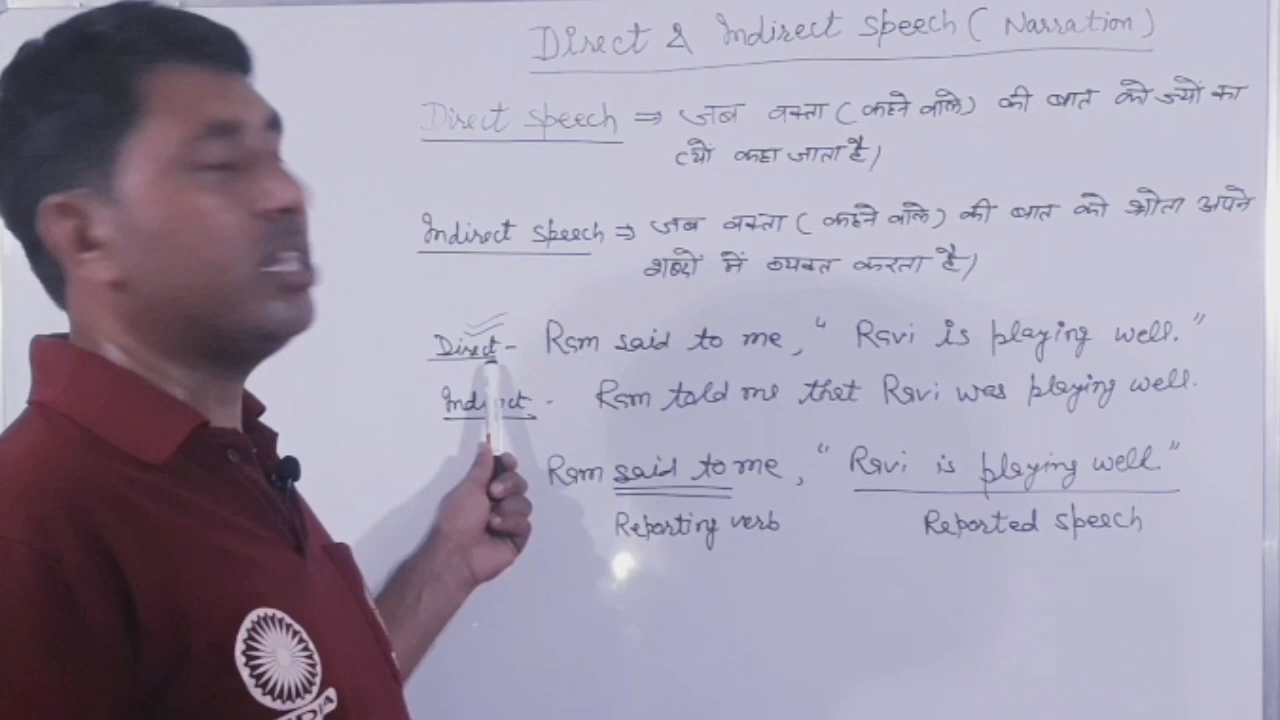 Direct & Indirect speech ( Narration )
Direct speech ⇒ जब वक्ता ( कहने वाले ) की बात को ज्यों का
त्यों कहा जाता है।
Indirect speech ⇒ जब वक्ता ( कहने वाले ) की बात को श्रोता अपने
शब्दों में व्यक्त करता है।
Direct - Ram said to me, " Ravi is playing well."
Indirect - Ram told me that Ravi was playing well.
Ram said to me, " Ravi is playing well."
Reporting verb Reported speech